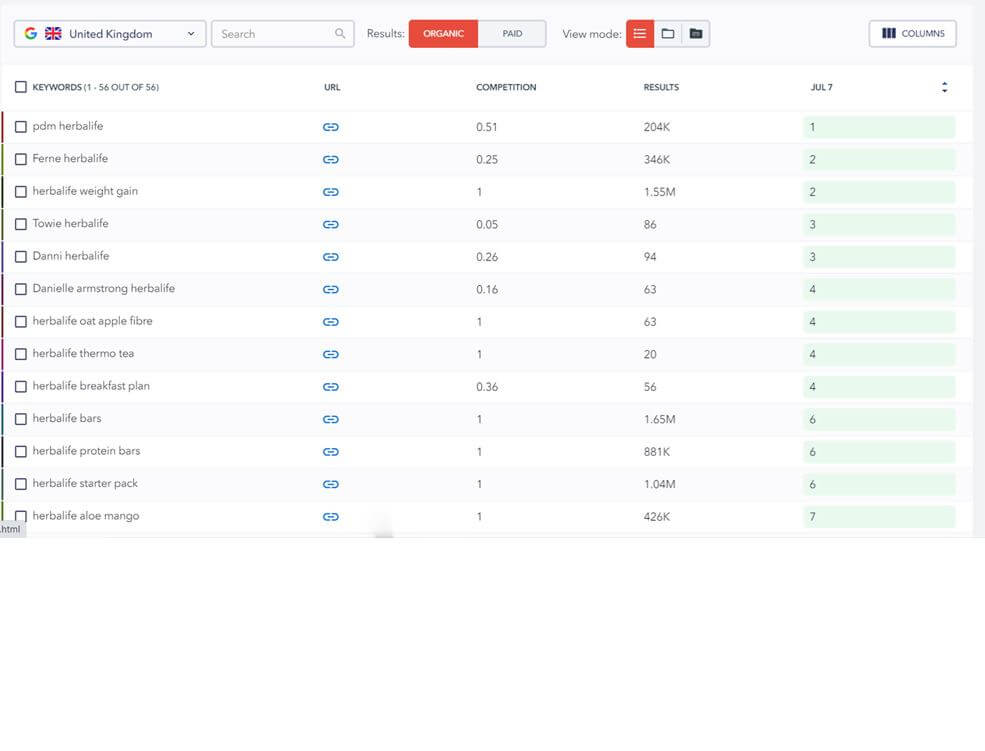 United Kingdom Search Results: ORGANIC PAID View mode: COLUMNS
KEYWORDS (1 - 56 OUT OF 56) URL COMPETITION RESULTS JUL 7
pdm herbalife 0.51 204K 1
Ferne herbalife 0.25 346K 2
herbalife weight gain 1 1.55M 2
Towie herbalife 0.05 86 3
Danni herbalife 0.26 94 3
Danielle armstrong herbalife 0.16 63 4
herbalife oat apple fibre 1 63 4
herbalife thermo tea 1 20 4
herbalife breakfast plan 0.36 56 4
herbalife bars 1 1.65M 6
herbalife protein bars 1 881K 6
herbalife starter pack 1 1.04M 6
herbalife aloe mango 1 426K 7
.html